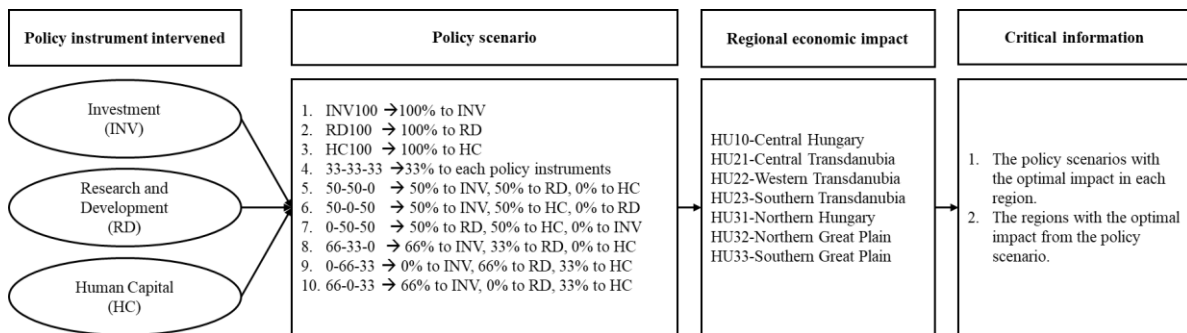 Policy instrument intervened
Policy scenario
Regional economic impact
Critical information
Investment
(INV)
Research and
Development
(RD)
Human Capital
(HC)
1. INV100 →100% to INV
2. RD100 → 100% to RD
3. HC100 → 100% to HC
4. 33-33-33 →33% to each policy instruments
5. 50-50-0 → 50% to INV, 50% to RD, 0% to HC
6. 50-0-50 → 50% to INV, 50% to HC, 0% to RD
7. 0-50-50 → 50% to RD, 50% to HC, 0% to INV
8. 66-33-0 → 66% to INV, 33% to RD, 0% to HC
9. 0-66-33 → 0% to INV, 66% to RD, 33% to HC
10. 66-0-33 → 66% to INV, 0% to RD, 33% to HC
HU10-Central Hungary
HU21-Central Transdanubia
HU22-Western Transdanubia
HU23-Southern Transdanubia
HU31-Northern Hungary
HU32-Northern Great Plain
HU33-Southern Great Plain
1. The policy scenarios with
the optimal impact in each
region.
2. The regions with the optimal
impact from the policy
scenario.